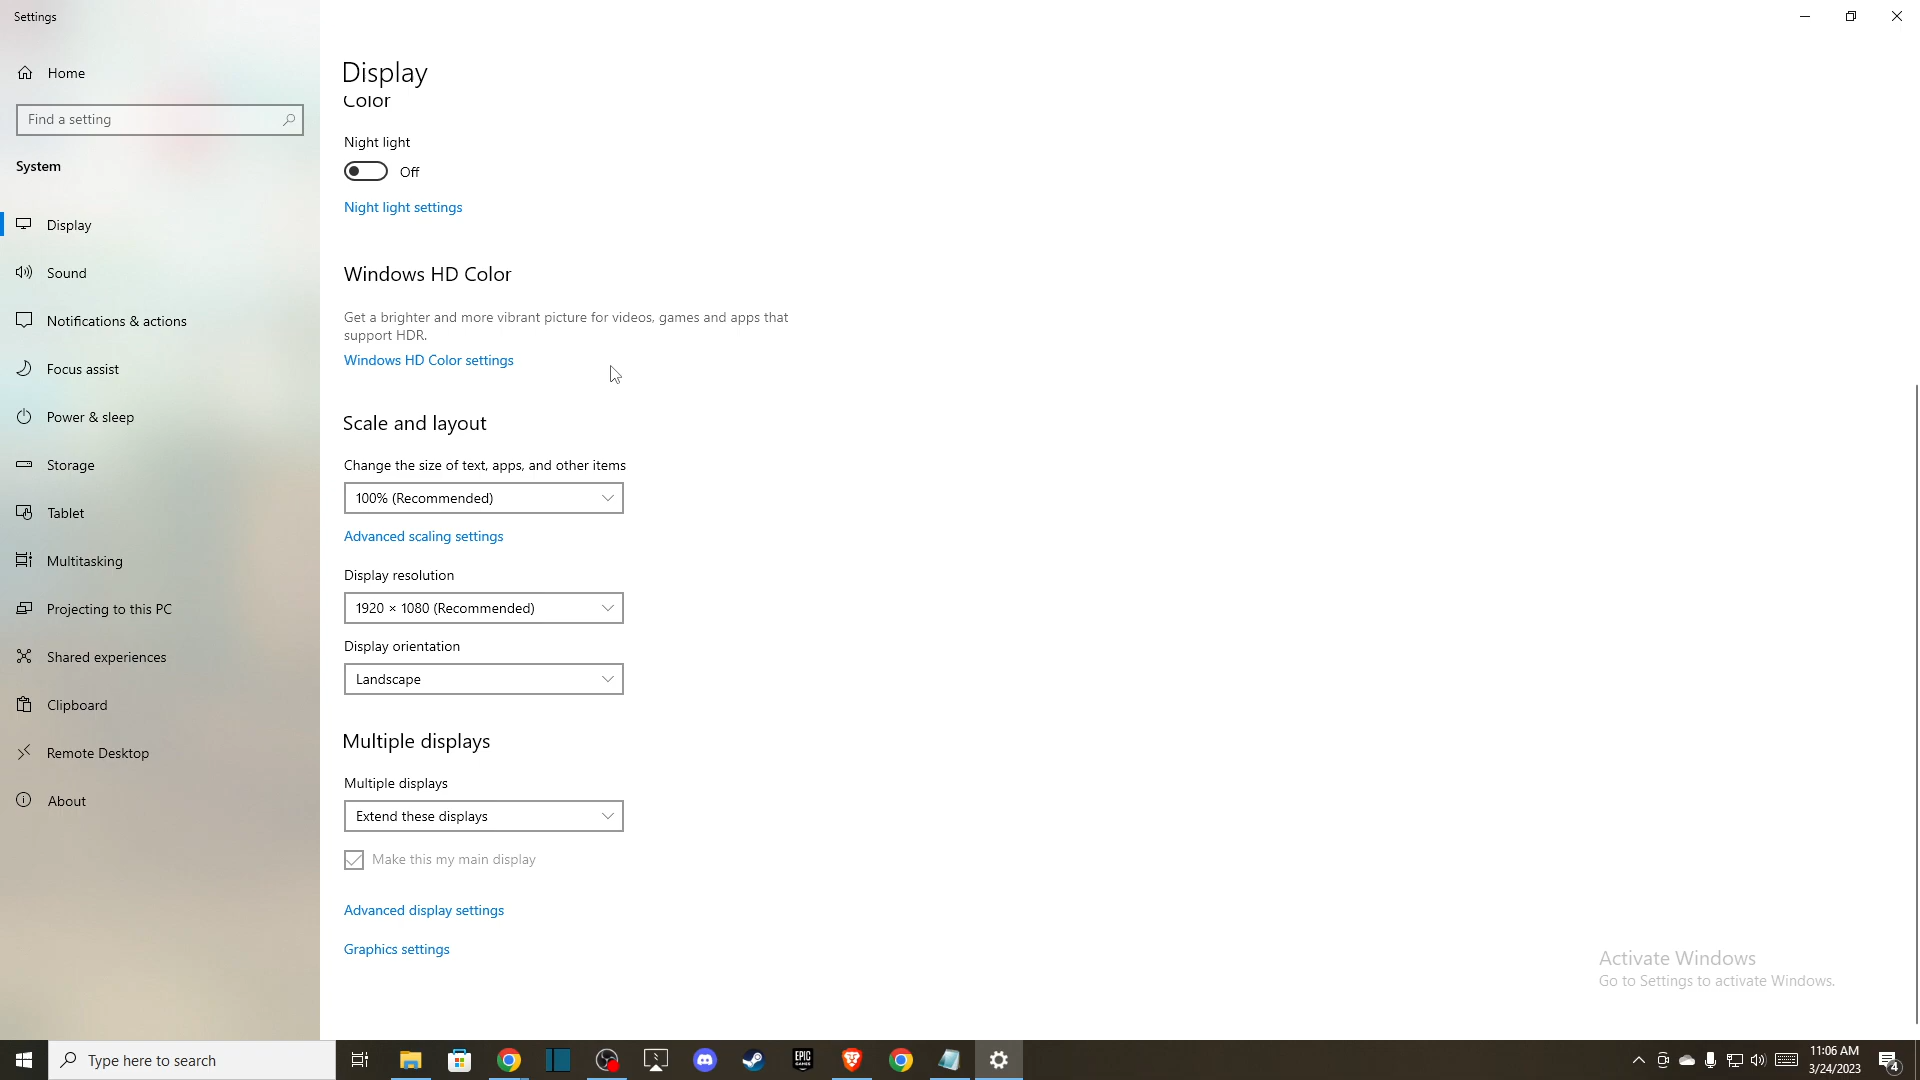 Settings
Home
Find a setting
System
Display
Sound
Notifications & actions
Focus assist
Power & sleep
Storage
Tablet
Multitasking
Projecting to this PC
Shared experiences
Clipboard
Remote Desktop
About
Display
Color
Night light
Off
Night light settings
Windows HD Color
Get a brighter and more vibrant picture for videos, games and apps that
support HDR.
Windows HD Color settings
Scale and layout
Change the size of text, apps, and other items
100% (Recommended)
Advanced scaling settings
Display resolution
1920 × 1080 (Recommended)
Display orientation
Landscape
Multiple displays
Multiple displays
Extend these displays
Make this my main display
Advanced display settings
Graphics settings
Activate Windows
Go to Settings to activate Windows.
Type here to search
EPIC
GAMES
11:06 AM
3/24/2023
4